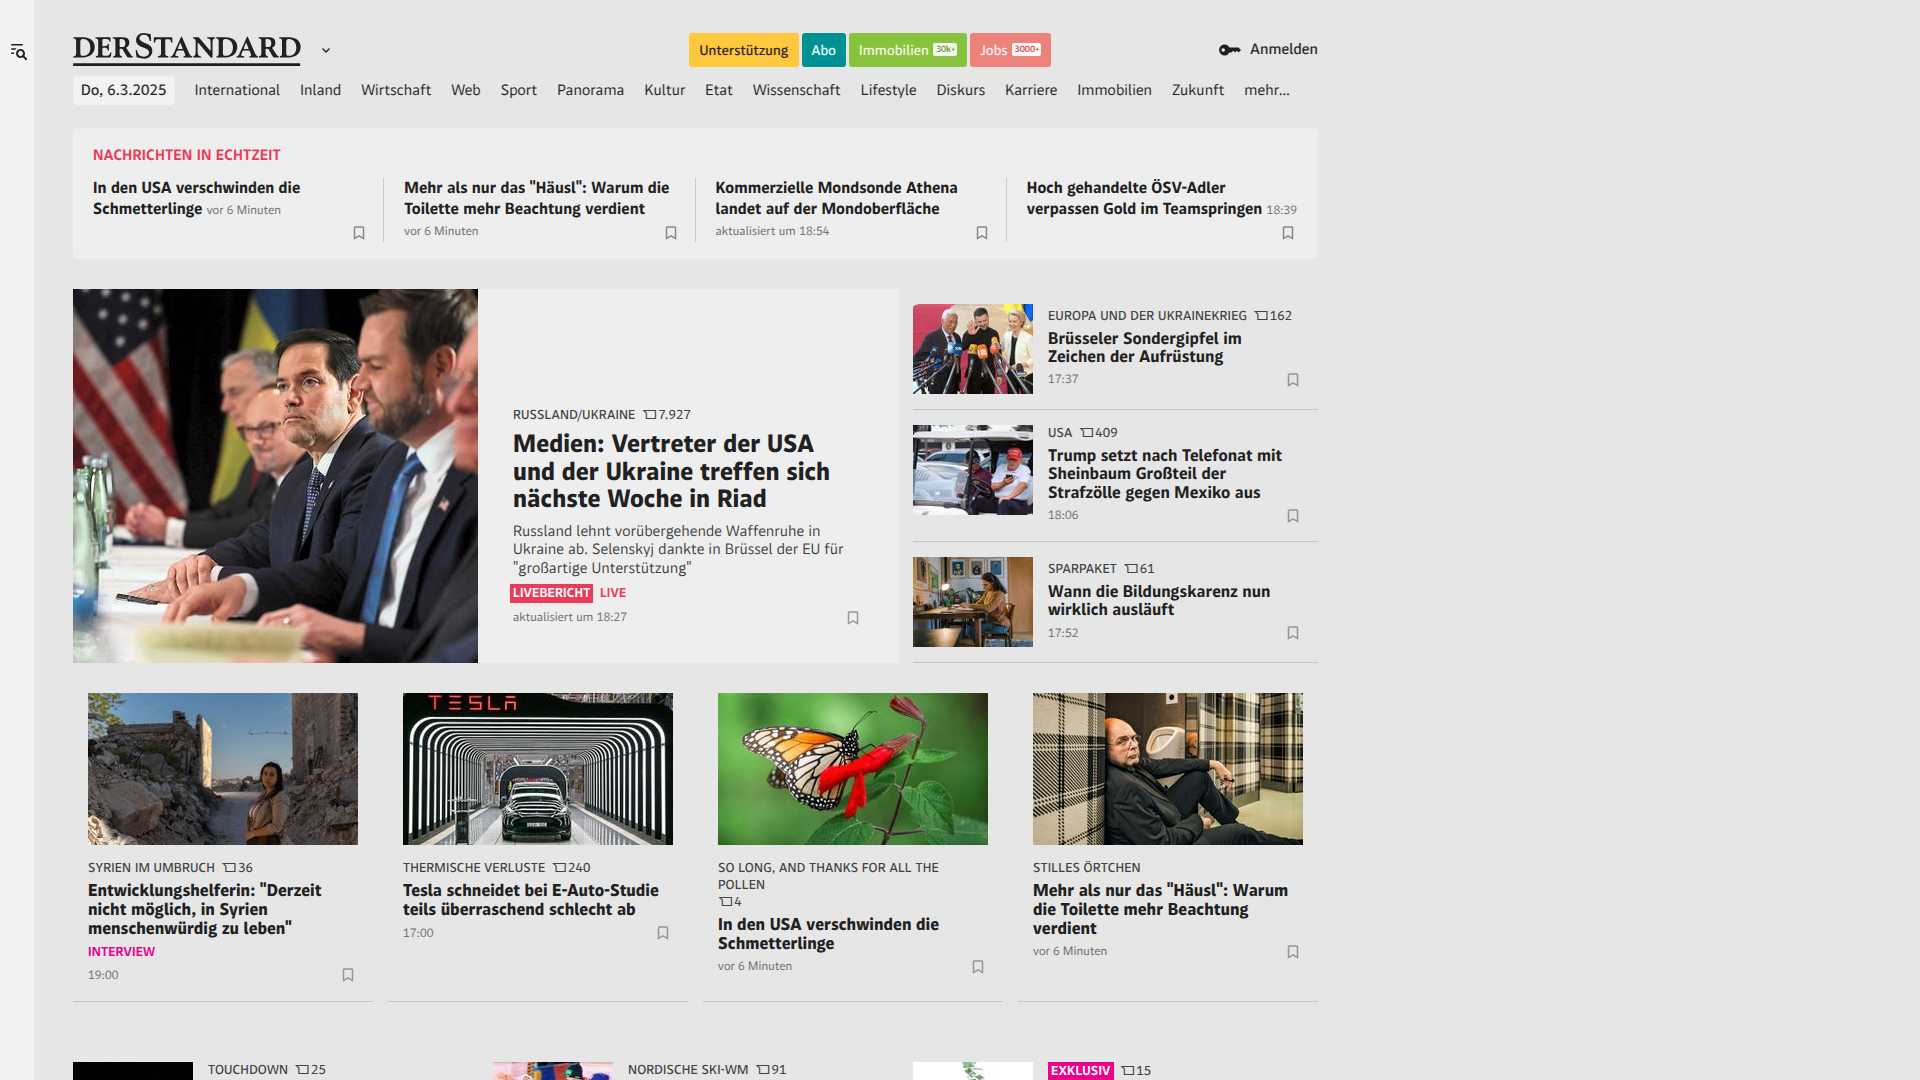 DERSTANDARD
Unterstützung
Abo
Immobilien 30k+
Jobs 3000+
Anmelden
Do, 6.3.2025
International
Inland
Wirtschaft
Web
Sport
Panorama
Kultur
Etat
Wissenschaft
Lifestyle
Diskurs
Karriere
Immobilien
Zukunft
mehr...
NACHRICHTEN IN ECHTZEIT
In den USA verschwinden die
Schmetterlinge vor 6 Minuten
Mehr als nur das "Häusl": Warum die
Toilette mehr Beachtung verdient
vor 6 Minuten
Kommerzielle Mondsonde Athena
landet auf der Mondoberfläche
aktualisiert um 18:54
Hoch gehandelte ÖSV-Adler
verpassen Gold im Teamspringen 18:39
RUSSLAND/UKRAINE 7.927
Medien: Vertreter der USA
und der Ukraine treffen sich
nächste Woche in Riad
Russland lehnt vorübergehende Waffenruhe in
Ukraine ab. Selenskyj dankte in Brüssel der EU für
"großartige Unterstützung"
LIVEBERICHT LIVE
aktualisiert um 18:27
EUROPA UND DER UKRAINEKRIEG 162
Brüsseler Sondergipfel im
Zeichen der Aufrüstung
17:37
USA 409
Trump setzt nach Telefonat mit
Sheinbaum Großteil der
Strafzölle gegen Mexiko aus
18:06
SPARPAKET 61
Wann die Bildungskarenz nun
wirklich ausläuft
17:52
SYRIEN IM UMBRUCH 36
Entwicklungshelferin: "Derzeit
nicht möglich, in Syrien
menschenwürdig zu leben"
INTERVIEW
19:00
TESLA
THERMISCHE VERLUSTE 240
Tesla schneidet bei E-Auto-Studie
teils überraschend schlecht ab
17:00
SO LONG, AND THANKS FOR ALL THE
POLLEN
4
In den USA verschwinden die
Schmetterlinge
vor 6 Minuten
STILLES ÖRTCHEN
Mehr als nur das "Häusl": Warum
die Toilette mehr Beachtung
verdient
vor 6 Minuten
TOUCHDOWN 25
NORDISCHE SKI-WM 91
EXKLUSIV 15